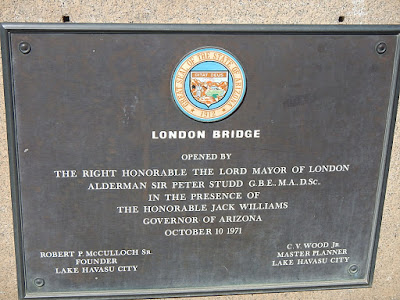 GREAT SEAL OF THE STATE OF ARIZONA
1912
LONDON BRIDGE
OPENED BY
THE RIGHT HONORABLE THE LORD MAYOR OF LONDON
ALDERMAN SIR PETER STUDD G.B.E., M.A., D.Sc.
IN THE PRESENCE OF
THE HONORABLE JACK WILLIAMS
GOVERNOR OF ARIZONA
OCTOBER 10 1971
ROBERT P. McCULLOCH SR.
FOUNDER
LAKE HAVASU CITY
C. V. WOOD JR.
MASTER PLANNER
LAKE HAVASU CITY